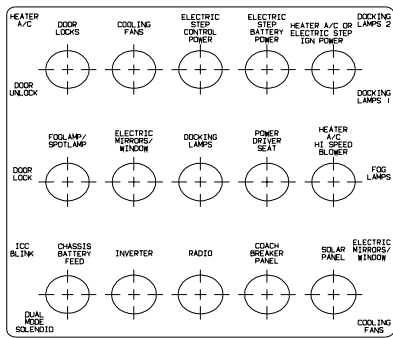 HEATER
A/C
DOOR
LOCKS
COOLING
FANS
ELECTRIC
STEP
CONTROL
POWER
ELECTRIC
STEP
BATTERY
POWER
HEATER A/C OR
ELECTRIC STEP
IGN POWER
DOCKING
LAMPS 2
DOOR
UNLOCK
DOCKING
LAMPS 1
DOOR
LOCK
FOGLAMP/
SPOTLAMP
ELECTRIC
MIRRORS/
WINDOW
DOCKING
LAMPS
POWER
DRIVER
SEAT
HEATER
A/C
HI SPEED
BLOWER
FOG
LAMPS
ICC
BLINK
CHASSIS
BATTERY
FEED
INVERTER
RADIO
COACH
BREAKER
PANEL
SOLAR
PANEL
ELECTRIC
MIRRORS/
WINDOW
DUAL
MODE
SOLENOID
COOLING
FANS